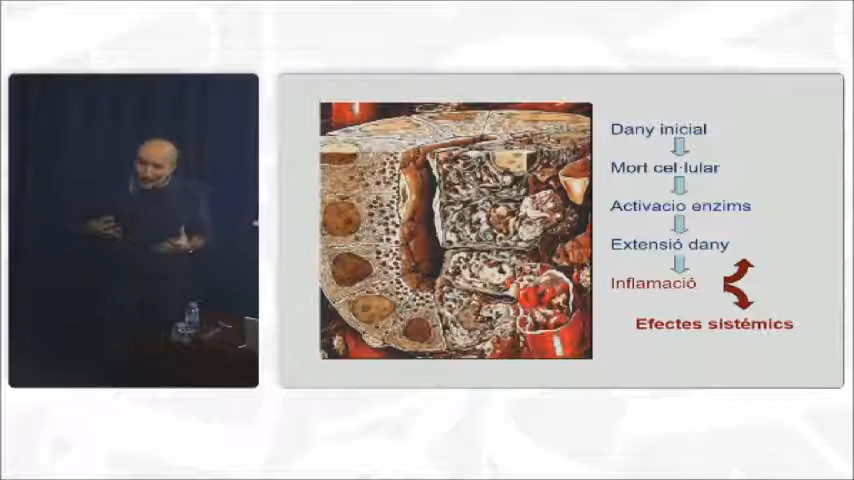 Dany inicial
Mort cel·lular
Activacio enzims
Extensió dany
Inflamació
Efectes sistémics